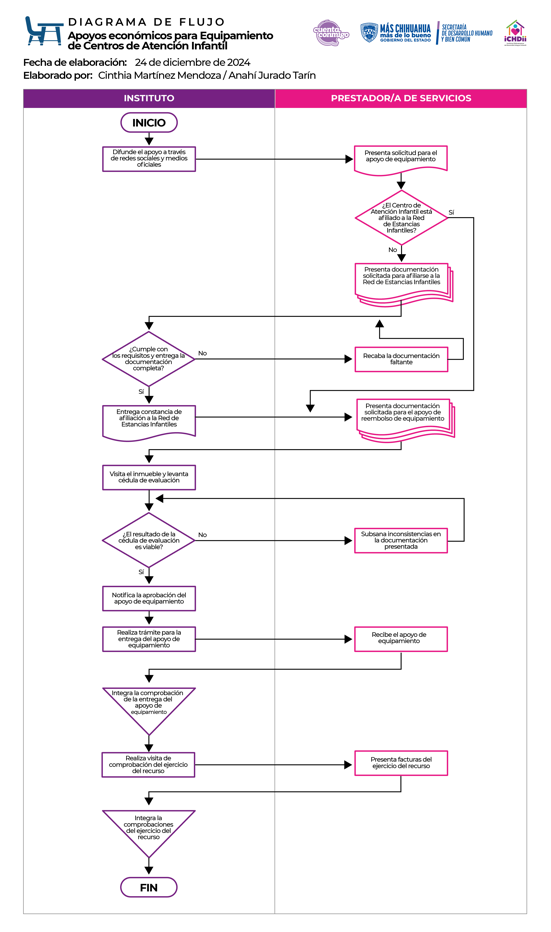 DIAGRAMA DE FLUJO
Apoyos económicos para Equipamiento
de Centros de Atención Infantil
cuenta conmigo
MÁS CHIHUAHUA
más de lo bueno
GOBIERNO DEL ESTADO
SECRETARÍA
DE DESARROLLO HUMANO
Y BIEN COMÚN
ICHDii
Fecha de elaboración: 24 de diciembre de 2024
Elaborado por: Cinthia Martínez Mendoza / Anahí Jurado Tarín
INSTITUTO
PRESTADOR/A DE SERVICIOS
INICIO
Difunde el apoyo a través
de redes sociales y medios
oficiales
Presenta solicitud para el
apoyo de equipamiento
¿El Centro de
Atención Infantil está
afiliado a la Red
de Estancias
Infantiles?
Sí
No
Presenta documentación
solicitada para afiliarse a la
Red de Estancias Infantiles
¿Cumple con
los requisitos y entrega la
documentación
completa?
No
Recaba la documentación
faltante
Sí
Entrega constancia de
afiliación a la Red de
Estancias Infantiles
Presenta documentación
solicitada para el apoyo de
reembolso de equipamiento
Visita el inmueble y levanta
cédula de evaluación
¿El resultado de la
cédula de evaluación
es viable?
No
Subsana inconsistencias en
la documentación
presentada
Sí
Notifica la aprobación del
apoyo de equipamiento
Realiza trámite para la
entrega del apoyo de
equipamiento
Recibe el apoyo de
equipamiento
Integra la comprobación
de la entrega del
apoyo de
equipamiento
Realiza visita de
comprobación del ejercicio
del recurso
Presenta facturas del
ejercicio del recurso
Integra la
comprobaciones
del ejercicio del
recurso
FIN